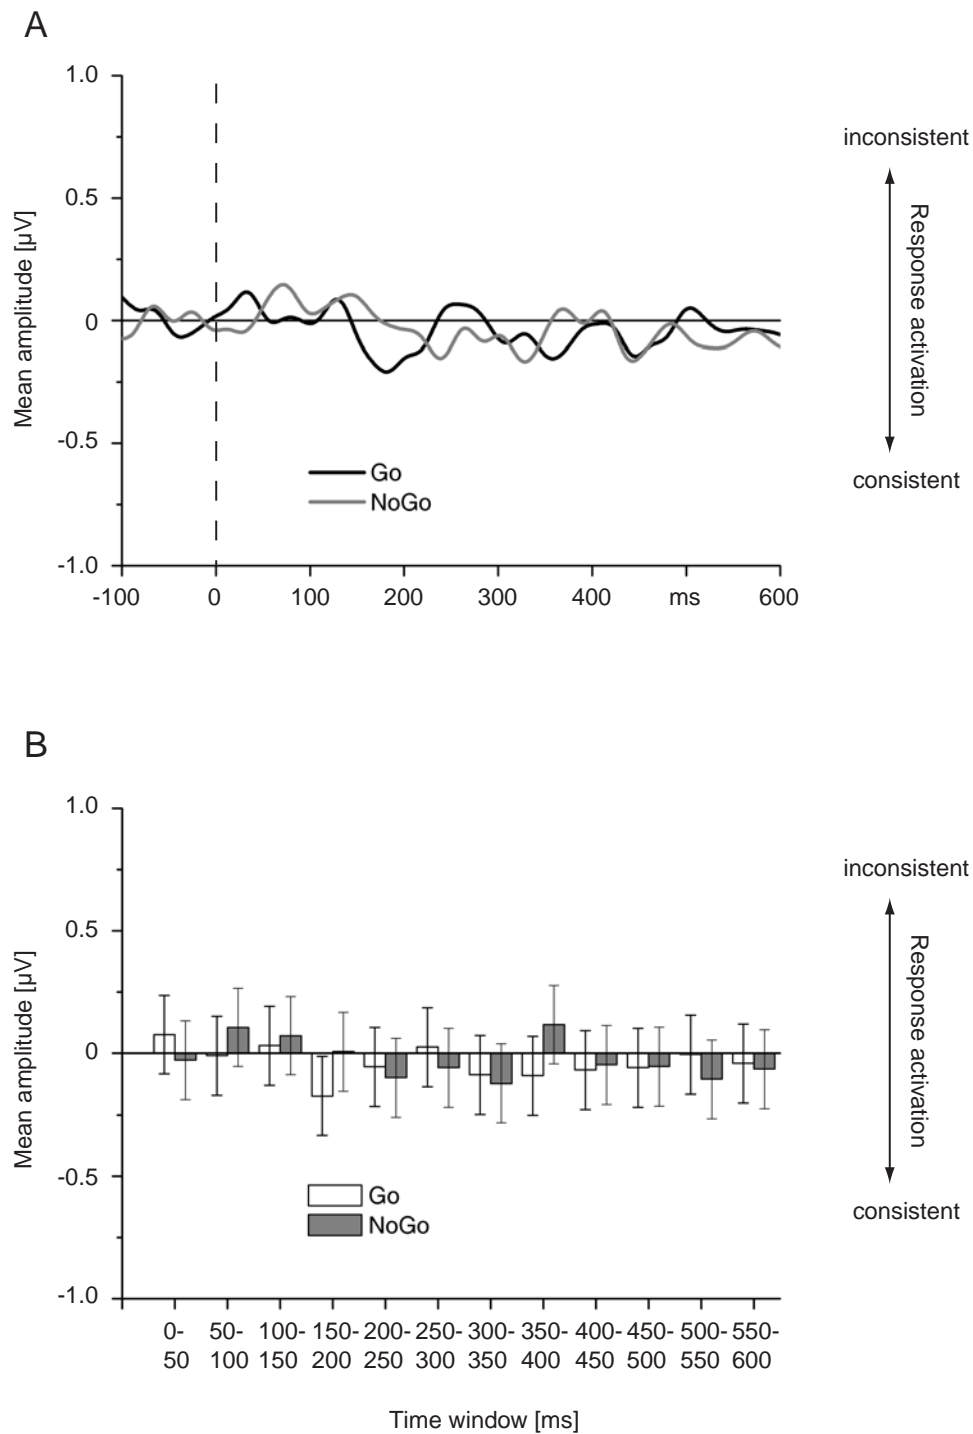 A
1.0
0.5
0
-0.5
-1.0
Mean amplitude [µV]
Go
NoGo
-100 0 100 200 300 400 ms 600
inconsistent
Response activation
consistent
B
1.0
0.5
0
-0.5
-1.0
Mean amplitude [µV]
Go
NoGo
0- 50- 100- 150- 200- 250- 300- 350- 400- 450- 500- 550-
50 100 150 200 250 300 350 400 450 500 550 600
Time window [ms]
inconsistent
Response activation
consistent